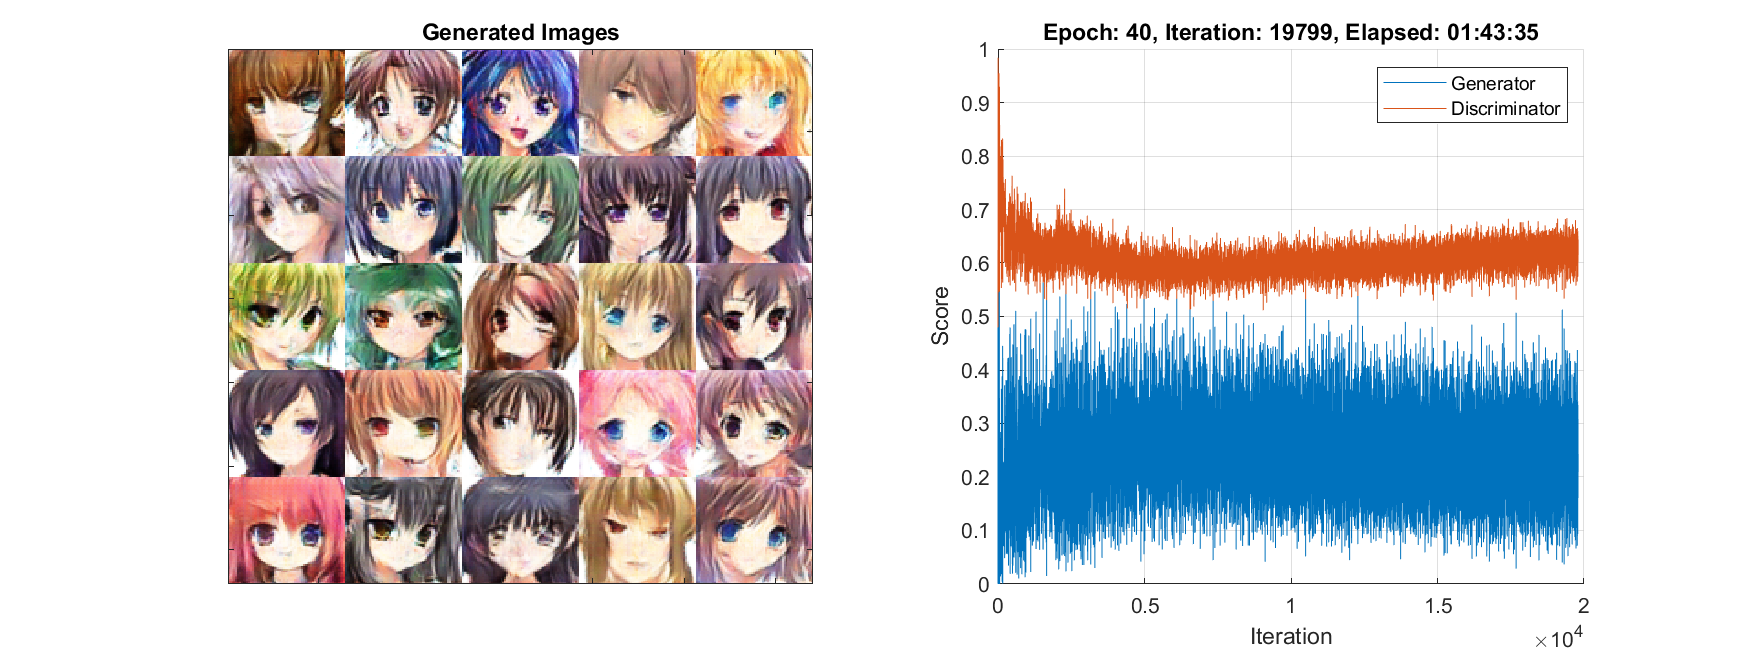 Generated Images
Epoch: 40, Iteration: 19799, Elapsed: 01:43:35
Generator
Discriminator
1
0.9
0.8
0.7
0.6
0.5
0.4
0.3
0.2
0.1
0
Score
0 0.5 1 1.5 2
Iteration
×10^4